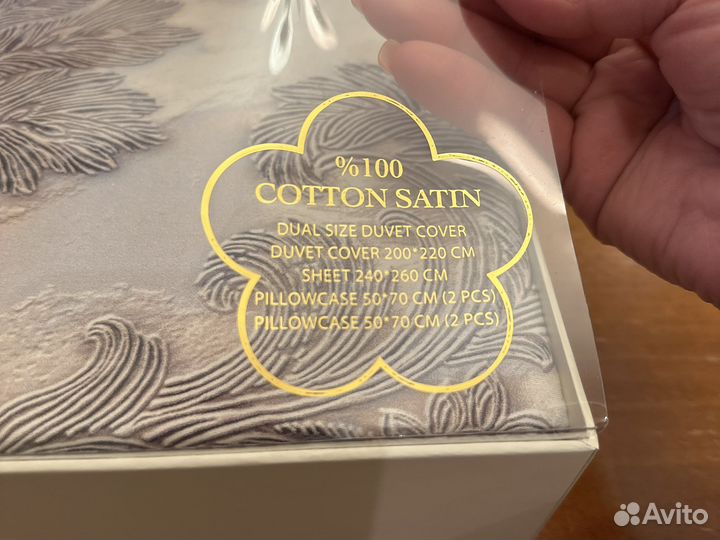 %100
COTTON SATIN
DUAL SIZE DUVET COVER
DUVET COVER 200*220 CM
SHEET 240*260 CM
PILLOWCASE 50*70 CM (2 PCS)
PILLOWCASE 50*70 CM (2 PCS)
Avito